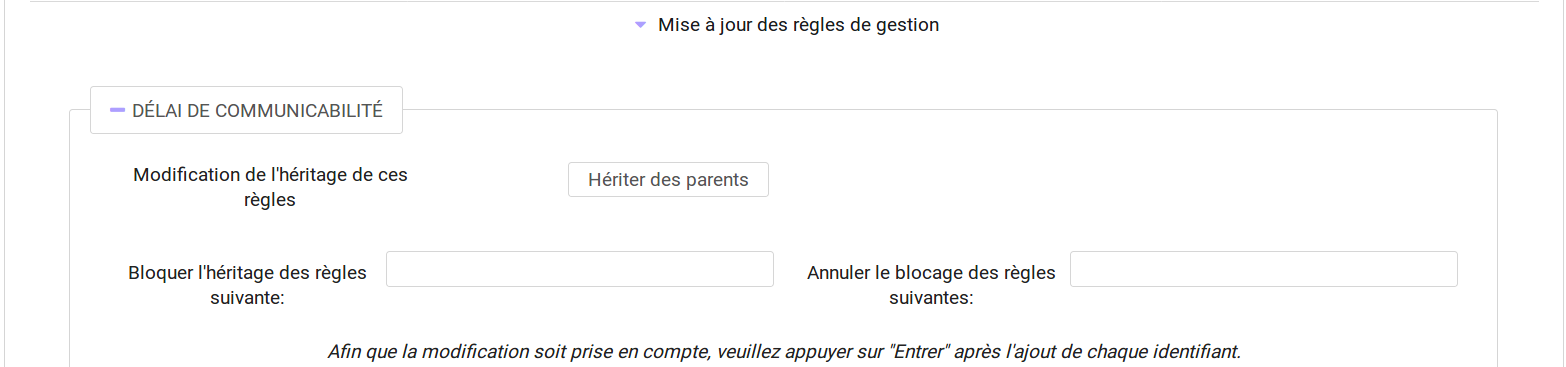 Mise à jour des règles de gestion
DÉLAI DE COMMUNICABILITÉ
Modification de l'héritage de ces
règles
Hériter des parents
Bloquer l'héritage des règles
suivante:
Annuler le blocage des règles
suivantes:
Afin que la modification soit prise en compte, veuillez appuyer sur "Entrer" après l'ajout de chaque identifiant.